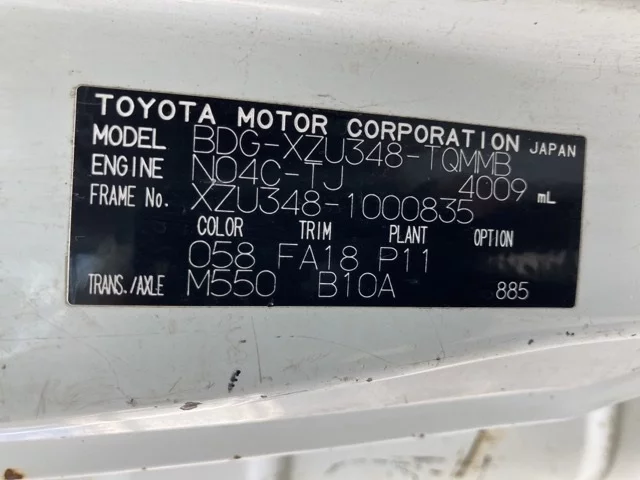 TOYOTA MOTOR CORPORATION JAPAN
MODEL BDG-XZU348-TQMMB
ENGINE N04C-TJ 4009 mL
FRAME No. XZU348-1000835
COLOR TRIM PLANT OPTION
058 FA18 P11
TRANS./AXLE M550 B10A 885